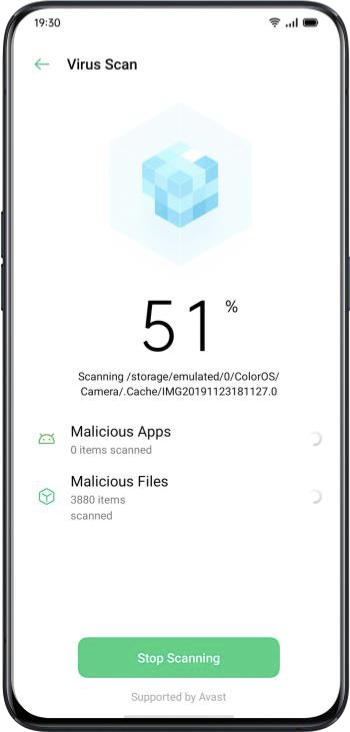 19:30
Virus Scan
51 %
Scanning /storage/emulated/0/ColorOS/
Camera/.Cache/IMG20191123181127.0
Malicious Apps
0 items scanned
Malicious Files
3880 items
scanned
Stop Scanning
Supported by Avast